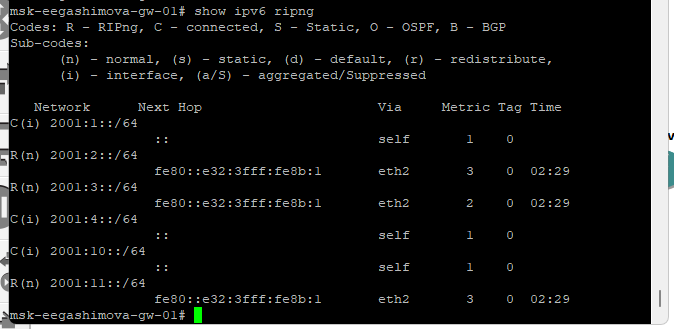 msk-eegashimova-gw-01# show ipv6 ripng
Codes: R - RIPng, C - connected, S - Static, O - OSPF, B - BGP
Sub-codes:
      (n) - normal, (s) - static, (d) - default, (r) - redistribute,
      (i) - interface, (a/S) - aggregated/Suppressed

   Network      Next Hop                      Via     Metric Tag Time
C(i) 2001:1::/64
                  ::                          self       1    0
R(n) 2001:2::/64
                  fe80::e32:3fff:fe8b:1       eth2       3    0  02:29
R(n) 2001:3::/64
                  fe80::e32:3fff:fe8b:1       eth2       2    0  02:29
C(i) 2001:4::/64
                  ::                          self       1    0
C(i) 2001:10::/64
                  ::                          self       1    0
R(n) 2001:11::/64
                  fe80::e32:3fff:fe8b:1       eth2       3    0  02:29
msk-eegashimova-gw-01#